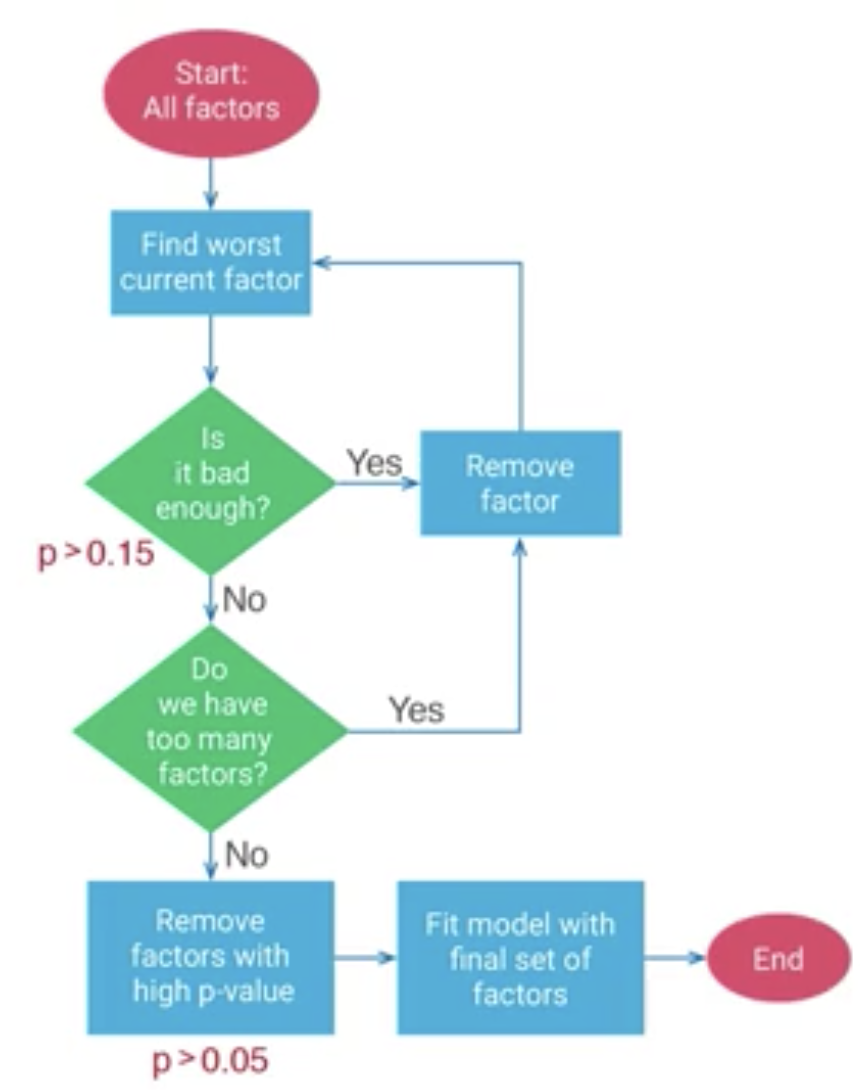 Start:
All factors
Find worst
current factor
Is
it bad
enough?
Yes
Remove
factor
p>0.15
No
Do
we have
too many
factors?
Yes
No
Remove
factors with
high p-value
Fit model with
final set of
factors
End
p>0.05